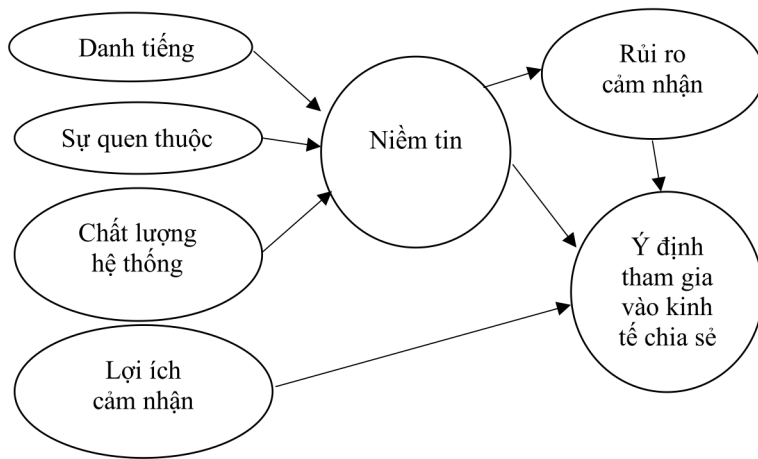 Danh tiếng
Sự quen thuộc
Chất lượng
hệ thống
Lợi ích
cảm nhận
Niềm tin
Rủi ro
cảm nhận
Ý định
tham gia
vào kinh
tế chia sẻ